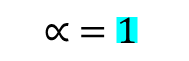 ∝ = 1